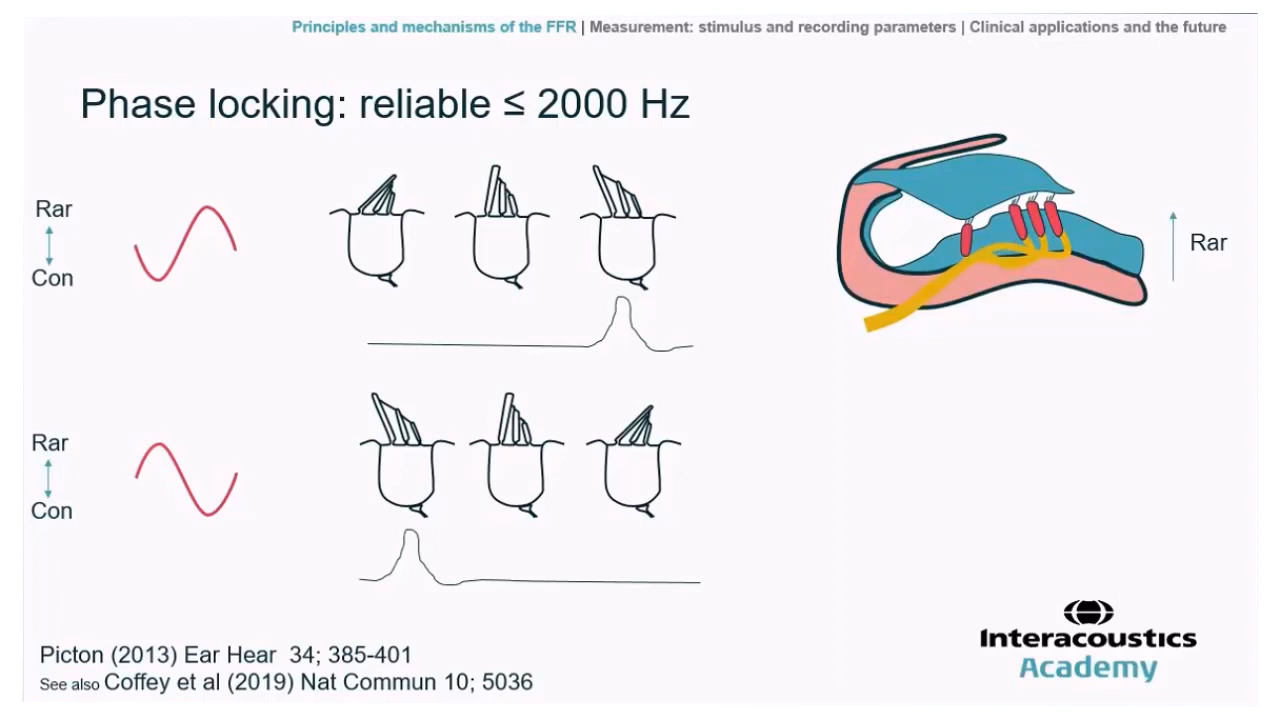 Principles and mechanisms of the FFR | Measurement: stimulus and recording parameters | Clinical applications and the future
Phase locking: reliable ≤ 2000 Hz
Rar
Con
Rar
Rar
Con
Picton (2013) Ear Hear 34; 385-401
See also Coffey et al (2019) Nat Commun 10; 5036
Interacoustics
Academy